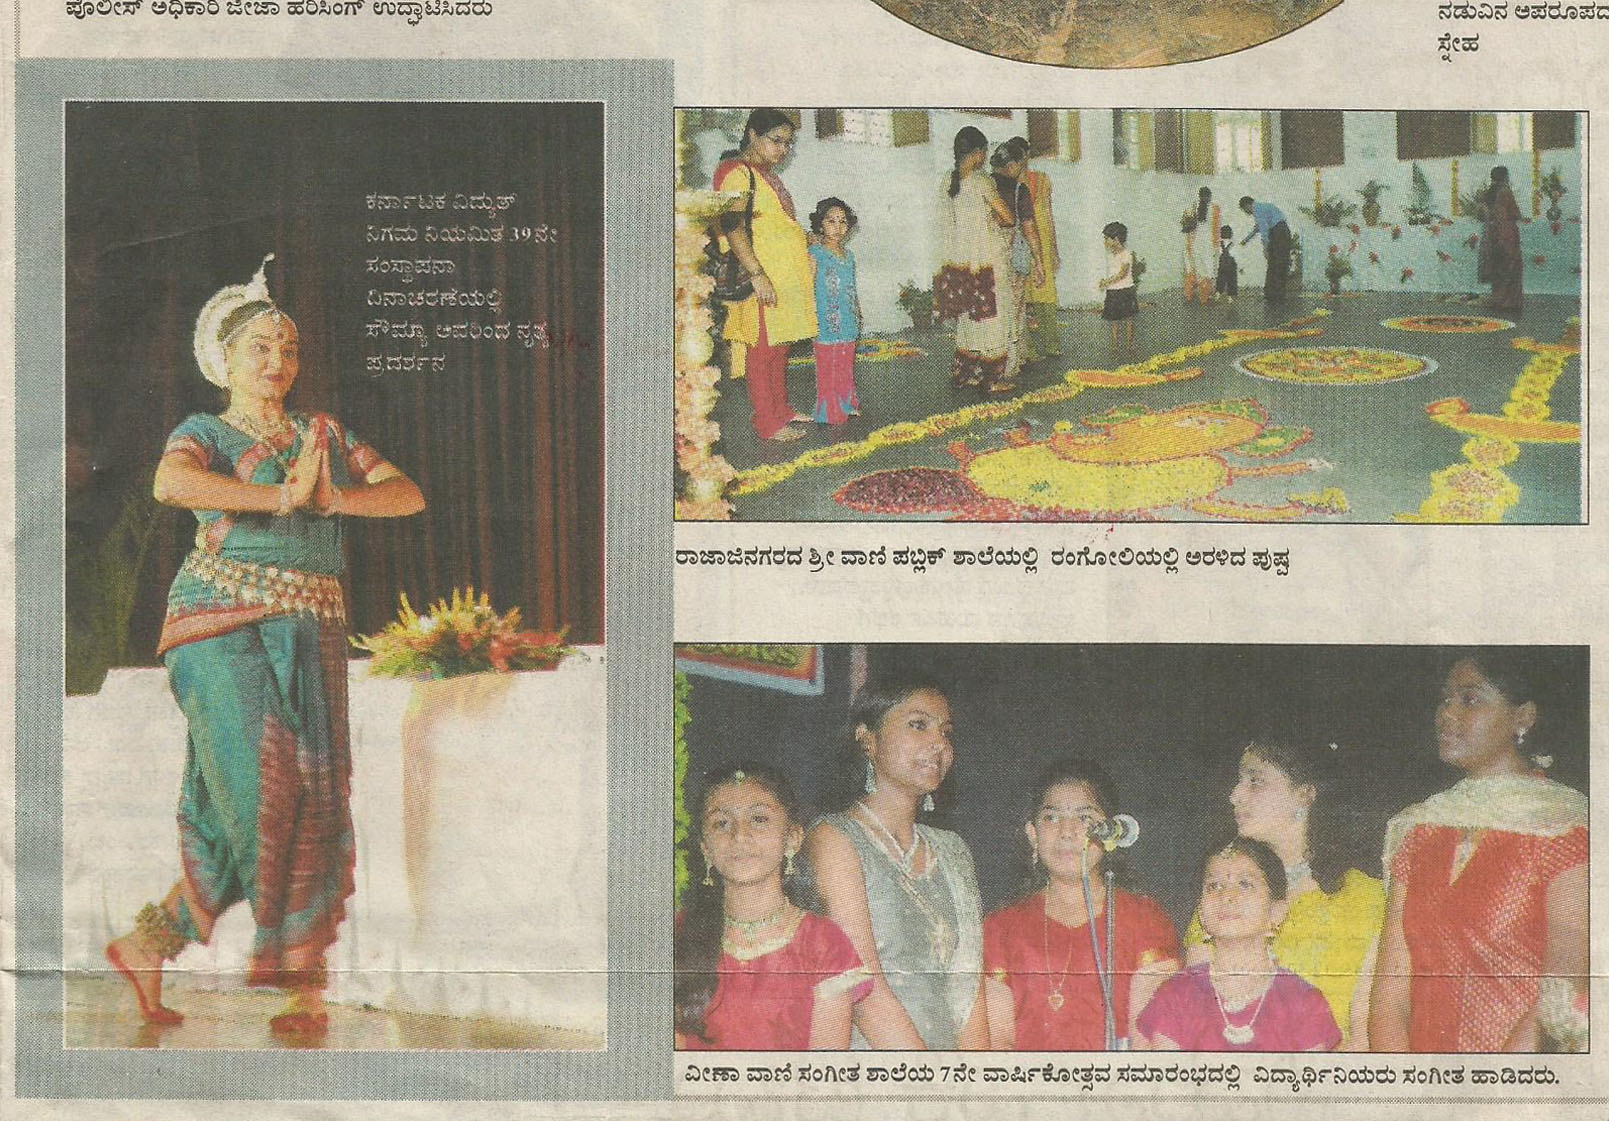 ಪೊಲೀಸ್ ಅಧಿಕಾರಿ ಜೀಜಾ ಹರಿಸಿಂಗ್ ಉದ್ಘಾಟಿಸಿದರು
ನಡುವಿನ ಅಪರೂಪದ
ಸ್ನೇಹ
ಕರ್ನಾಟಕ ವಿದ್ಯುತ್
ನಿಗಮ ನಿಯಮಿತ 39ನೇ
ಸಂಸ್ಥಾಪನಾ
ದಿನಾಚರಣೆಯಲ್ಲಿ
ಸೌಮ್ಯಾ ಅವರಿಂದ ನೃತ್ಯ
ಪ್ರದರ್ಶನ
ರಾಜಾಜಿನಗರದ ಶ್ರೀ ವಾಣಿ ಪಬ್ಲಿಕ್ ಶಾಲೆಯಲ್ಲಿ ರಂಗೋಲಿಯಲ್ಲಿ ಅರಳಿದ ಪುಷ್ಪ
ವೀಣಾ ವಾಣಿ ಸಂಗೀತ ಶಾಲೆಯ 7ನೇ ವಾರ್ಷಿಕೋತ್ಸವ ಸಮಾರಂಭದಲ್ಲಿ ವಿದ್ಯಾರ್ಥಿನಿಯರು ಸಂಗೀತ ಹಾಡಿದರು.